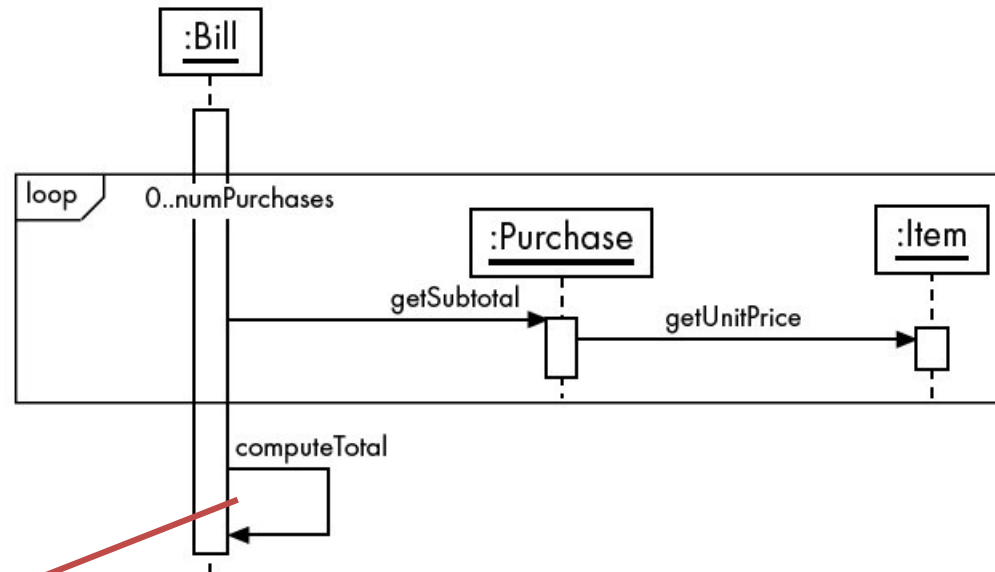 :Bill
loop
0..numPurchases
:Purchase
:Item
getSubtotal
getUnitPrice
computeTotal